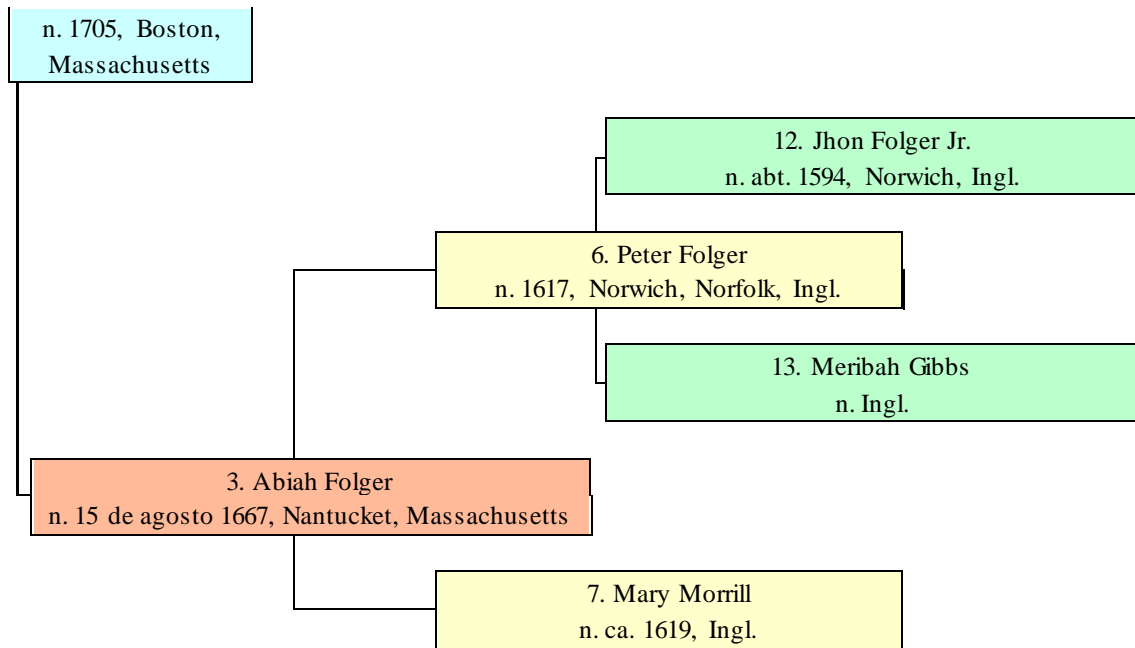 n. 1705, Boston,
Massachusetts
12. Jhon Folger Jr.
n. abt. 1594, Norwich, Ingl.
6. Peter Folger
n. 1617, Norwich, Norfolk, Ingl.
13. Meribah Gibbs
n. Ingl.
3. Abiah Folger
n. 15 de agosto 1667, Nantucket, Massachusetts
7. Mary Morrill
n. ca. 1619, Ingl.